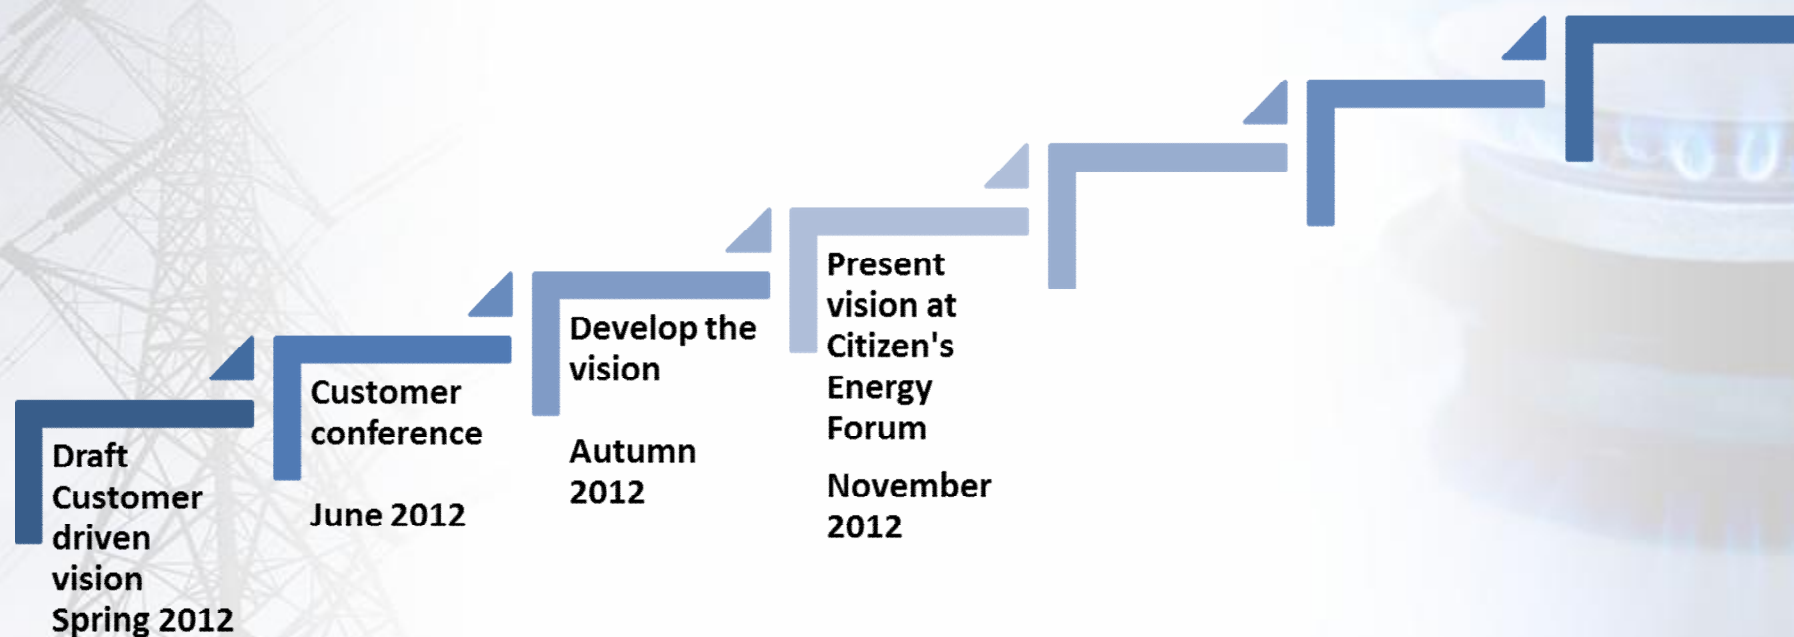 Draft
Customer
driven
vision
Spring 2012
Customer
conference
June 2012
Develop the
vision
Autumn
2012
Present
vision at
Citizen's
Energy
Forum
November
2012